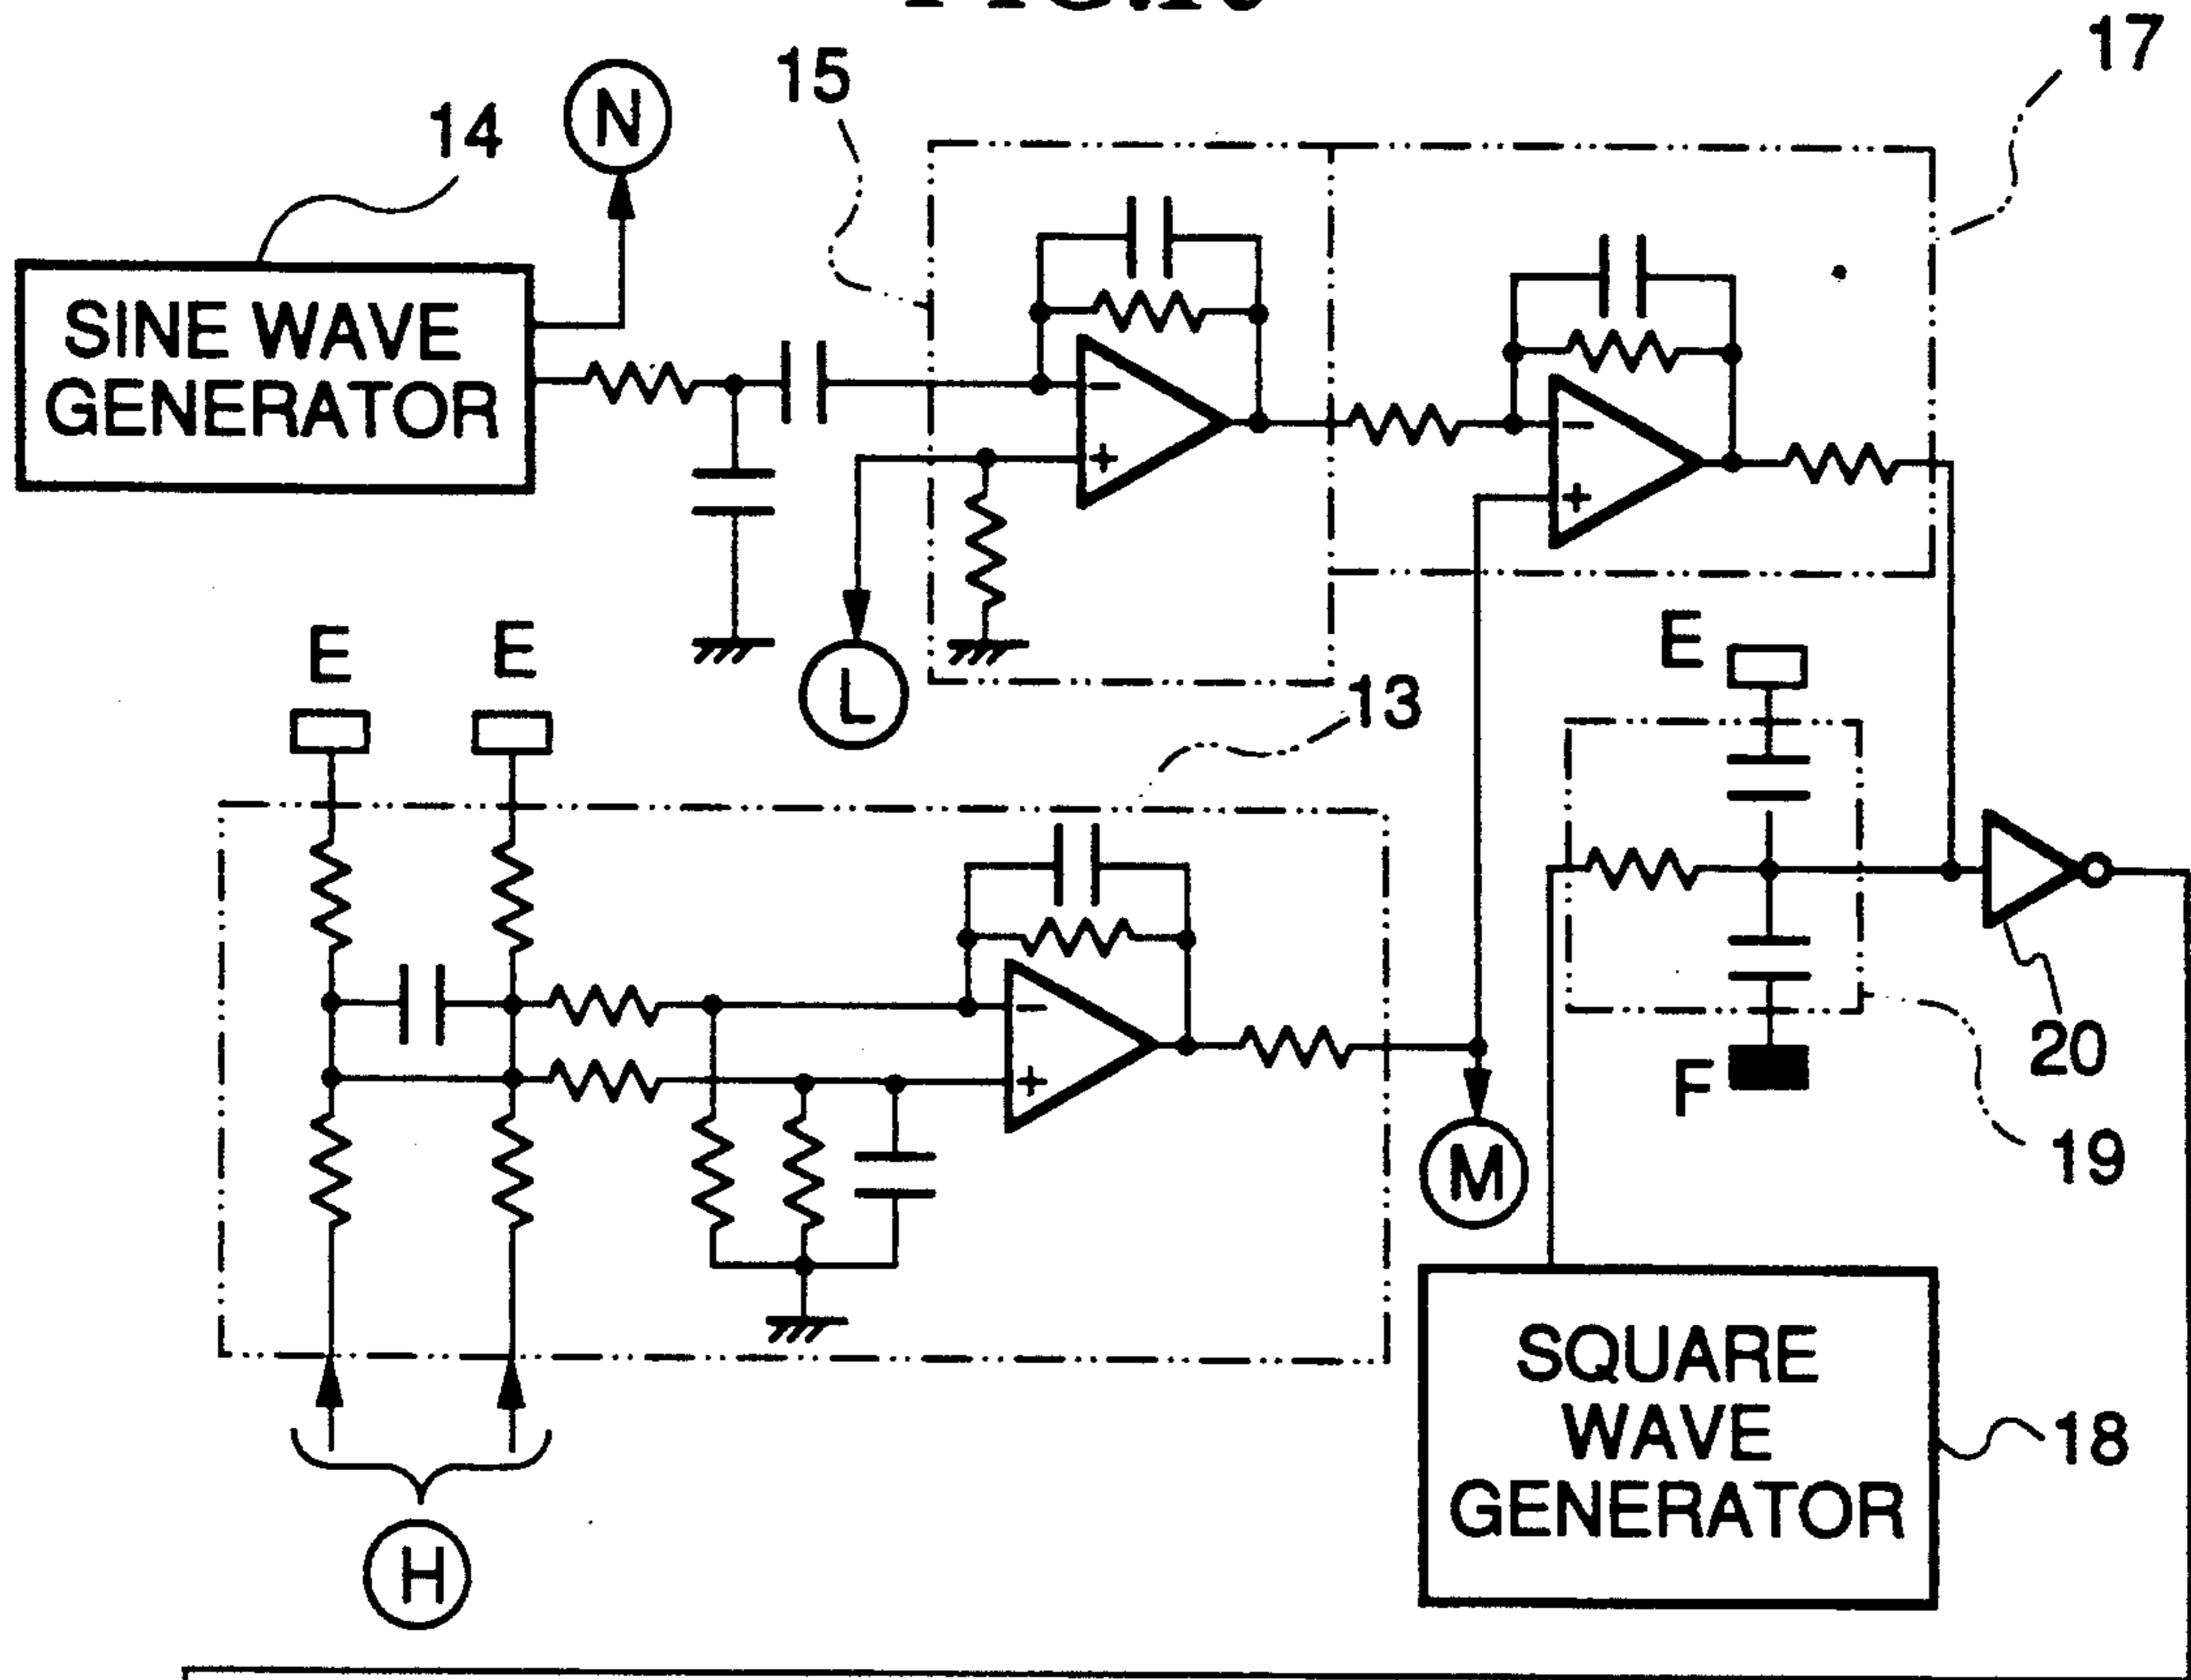 15
17
14
N
SINE WAVE
GENERATOR
−
+
−
+
L
E
E
E
13
−
+
20
F
M
19
SQUARE
WAVE
GENERATOR
18
H